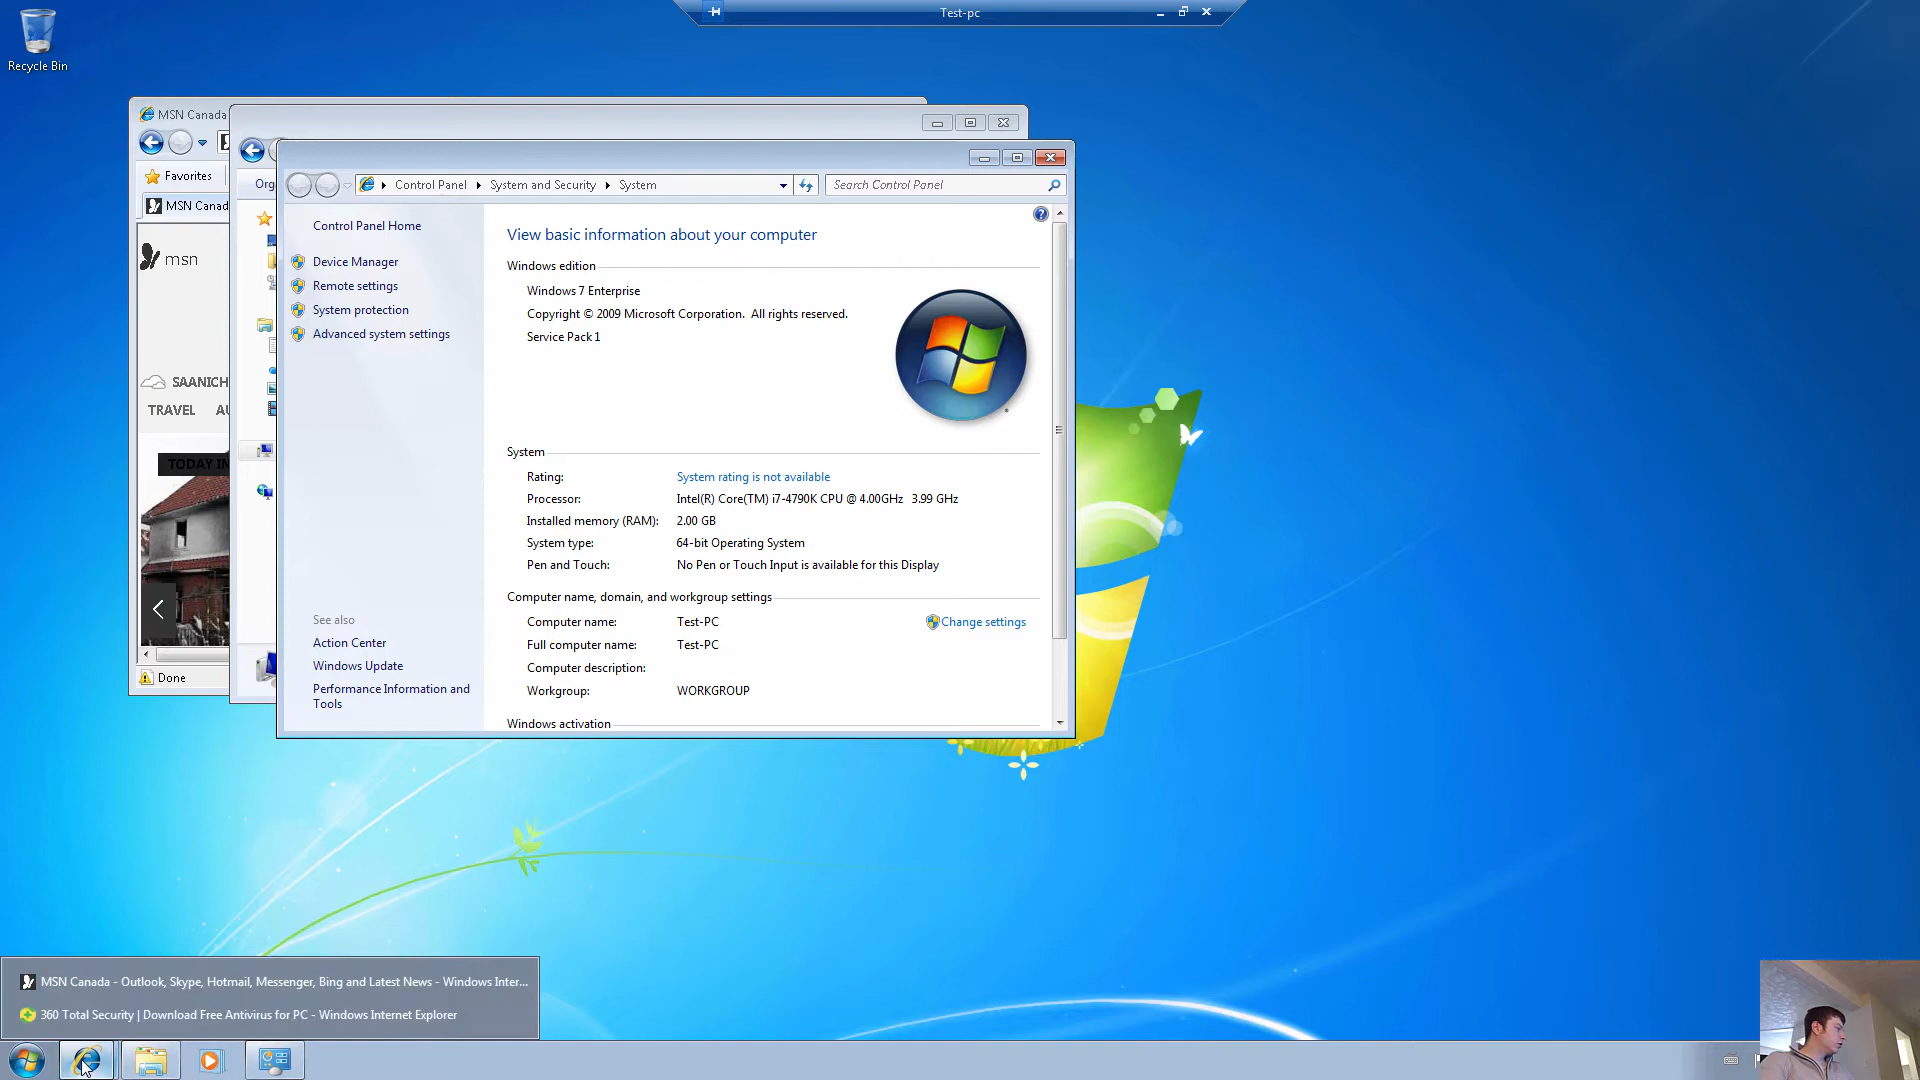 Test-pc
Recycle Bin
MSN Canada
Favorites
MSN Canad
msn
SAANICH
TRAVEL AU
TODAY IN
Done
Orga
Control Panel System and Security System
Search Control Panel
Control Panel Home
Device Manager
Remote settings
System protection
Advanced system settings
See also
Action Center
Windows Update
Performance Information and
Tools
View basic information about your computer
Windows edition
Windows 7 Enterprise
Copyright © 2009 Microsoft Corporation. All rights reserved.
Service Pack 1
System
Rating: System rating is not available
Processor: Intel(R) Core(TM) i7-4790K CPU @ 4.00GHz 3.99 GHz
Installed memory (RAM): 2.00 GB
System type: 64-bit Operating System
Pen and Touch: No Pen or Touch Input is available for this Display
Computer name, domain, and workgroup settings
Computer name: Test-PC
Change settings
Full computer name: Test-PC
Computer description:
Workgroup: WORKGROUP
Windows activation
MSN Canada - Outlook, Skype, Hotmail, Messenger, Bing and Latest News - Windows Inter...
360 Total Security | Download Free Antivirus for PC - Windows Internet Explorer